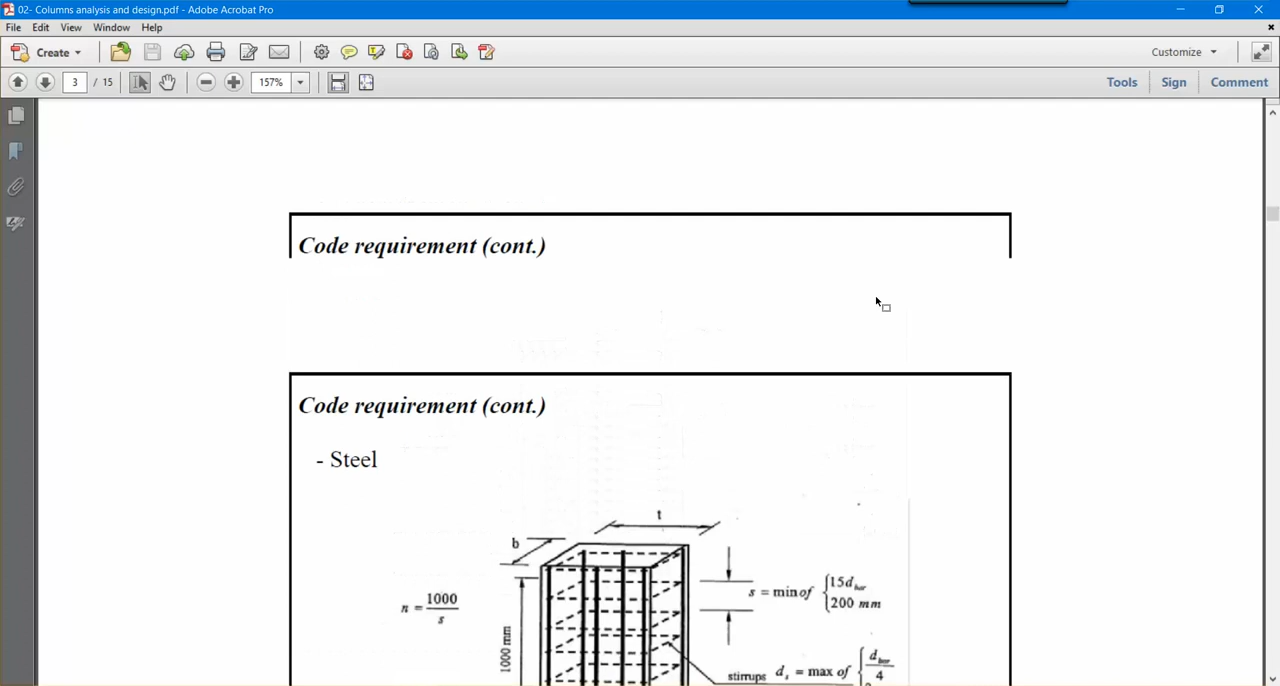 02- Columns analysis and design.pdf - Adobe Acrobat Pro
File Edit View Window Help
Create Customize
3 / 15 157% Tools Sign Comment
Code requirement (cont.)
Code requirement (cont.)
- Steel
t
b
n = 1000/s
1000 mm
s = min of {15d_bar
200 mm
stirrups d_s = max of {d_bar/4